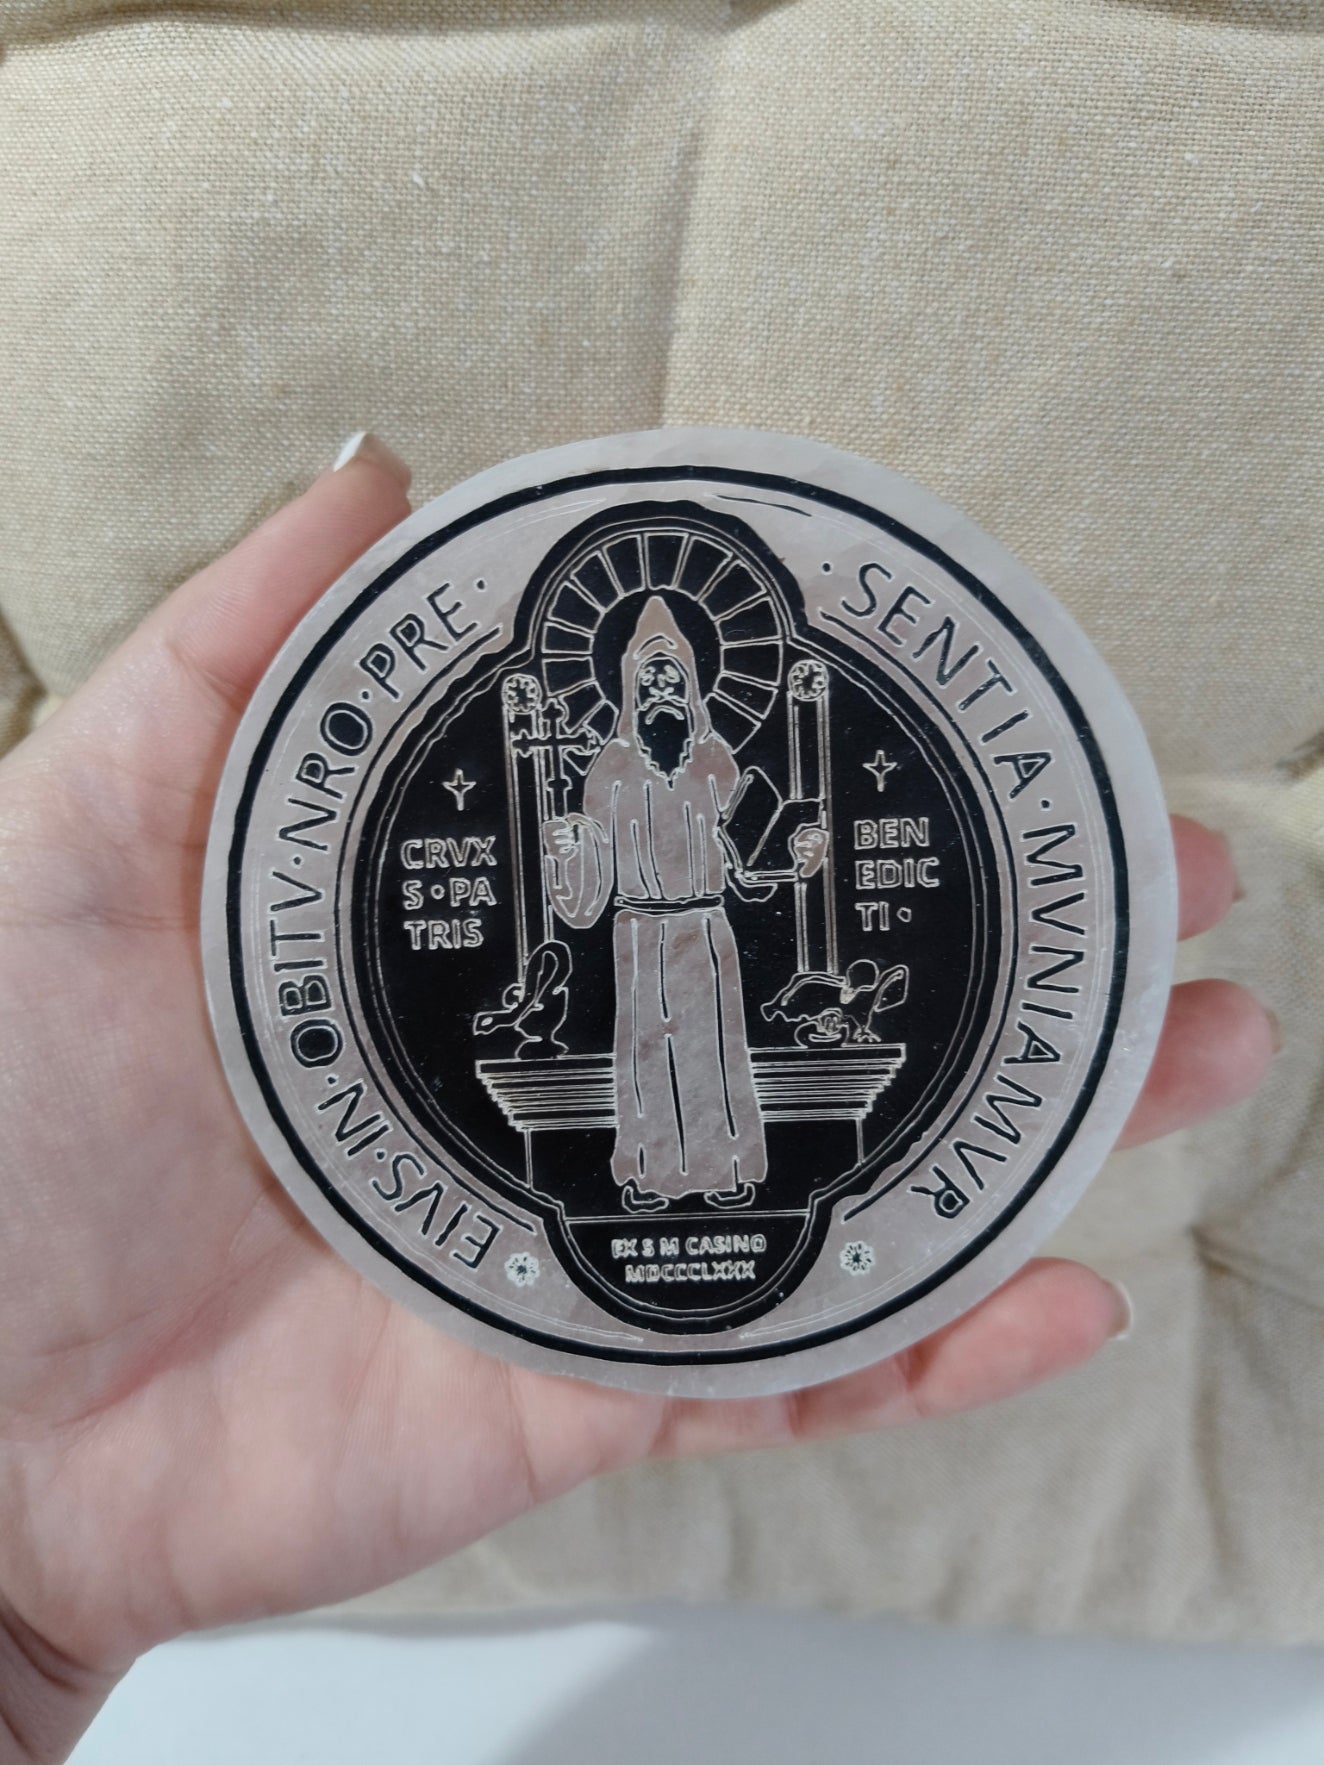 EIVS·IN·OBITV·NRO·PRE· ·SENTIA·MVNIAMVR
CRVX
S·PA
TRIS
BEN
EDIC
TI·
EX S M CASINO
MDCCCLXXX